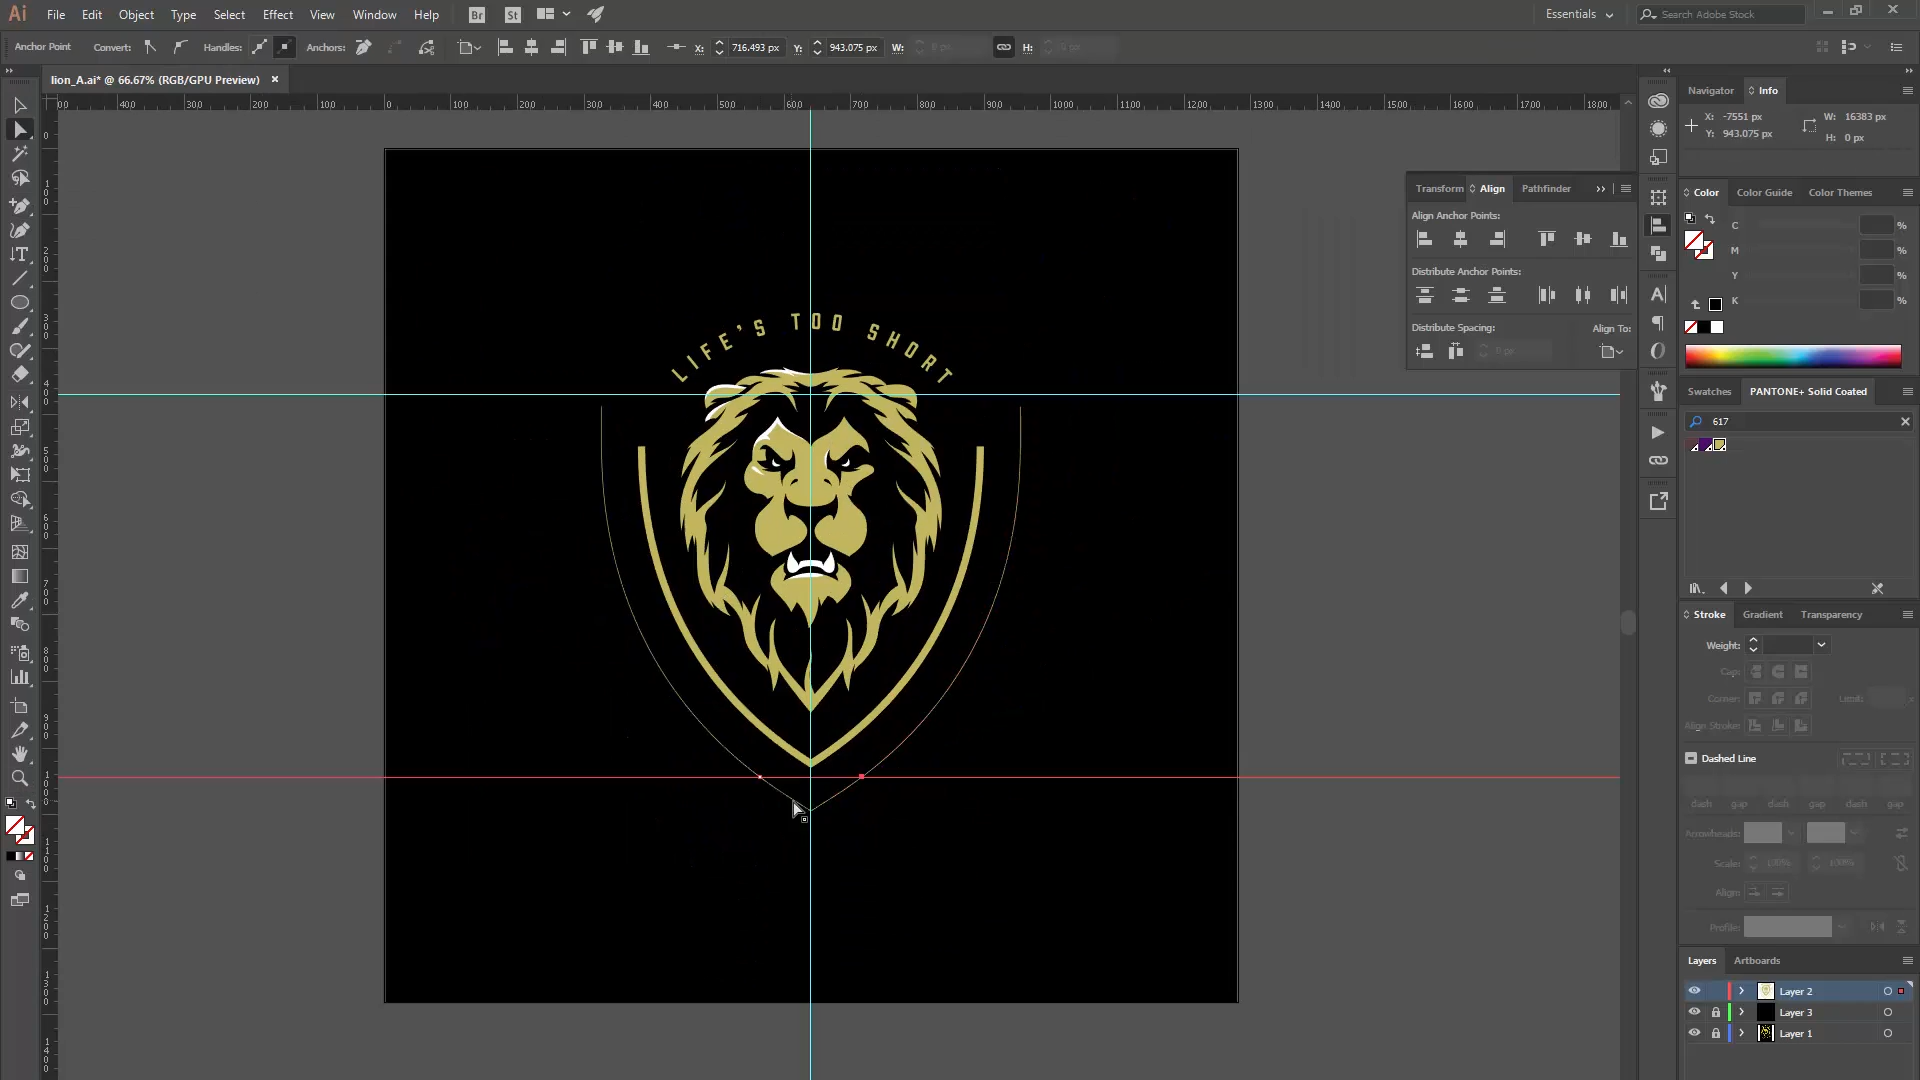 Ai File Edit Object Type Select Effect View Window Help Br St Essentials Search Adobe Stock
Anchor Point Convert: Handles: Anchors: X: 716.493 px Y: 943.075 px W: 0 px H: 0 px
lion_A.ai* @ 66.67% (RGB/GPU Preview)
Navigator Info
X: -7551 px W: 16383 px
Y: 943.075 px H: 0 px
Transform Align Pathfinder
Align Anchor Points:
Distribute Anchor Points:
Distribute Spacing: Align To:
0 px
Color Color Guide Color Themes
C %
M %
Y %
K %
Swatches PANTONE+ Solid Coated
617
LIFE'S TOO SHORT
Stroke Gradient Transparency
Weight:
Cap:
Corner: Limit:
Align Stroke:
Dashed Line
dash gap dash gap dash gap
Arrowheads:
Scale: 100% 100%
Align:
Profile:
Layers Artboards
Layer 2
Layer 3
Layer 1